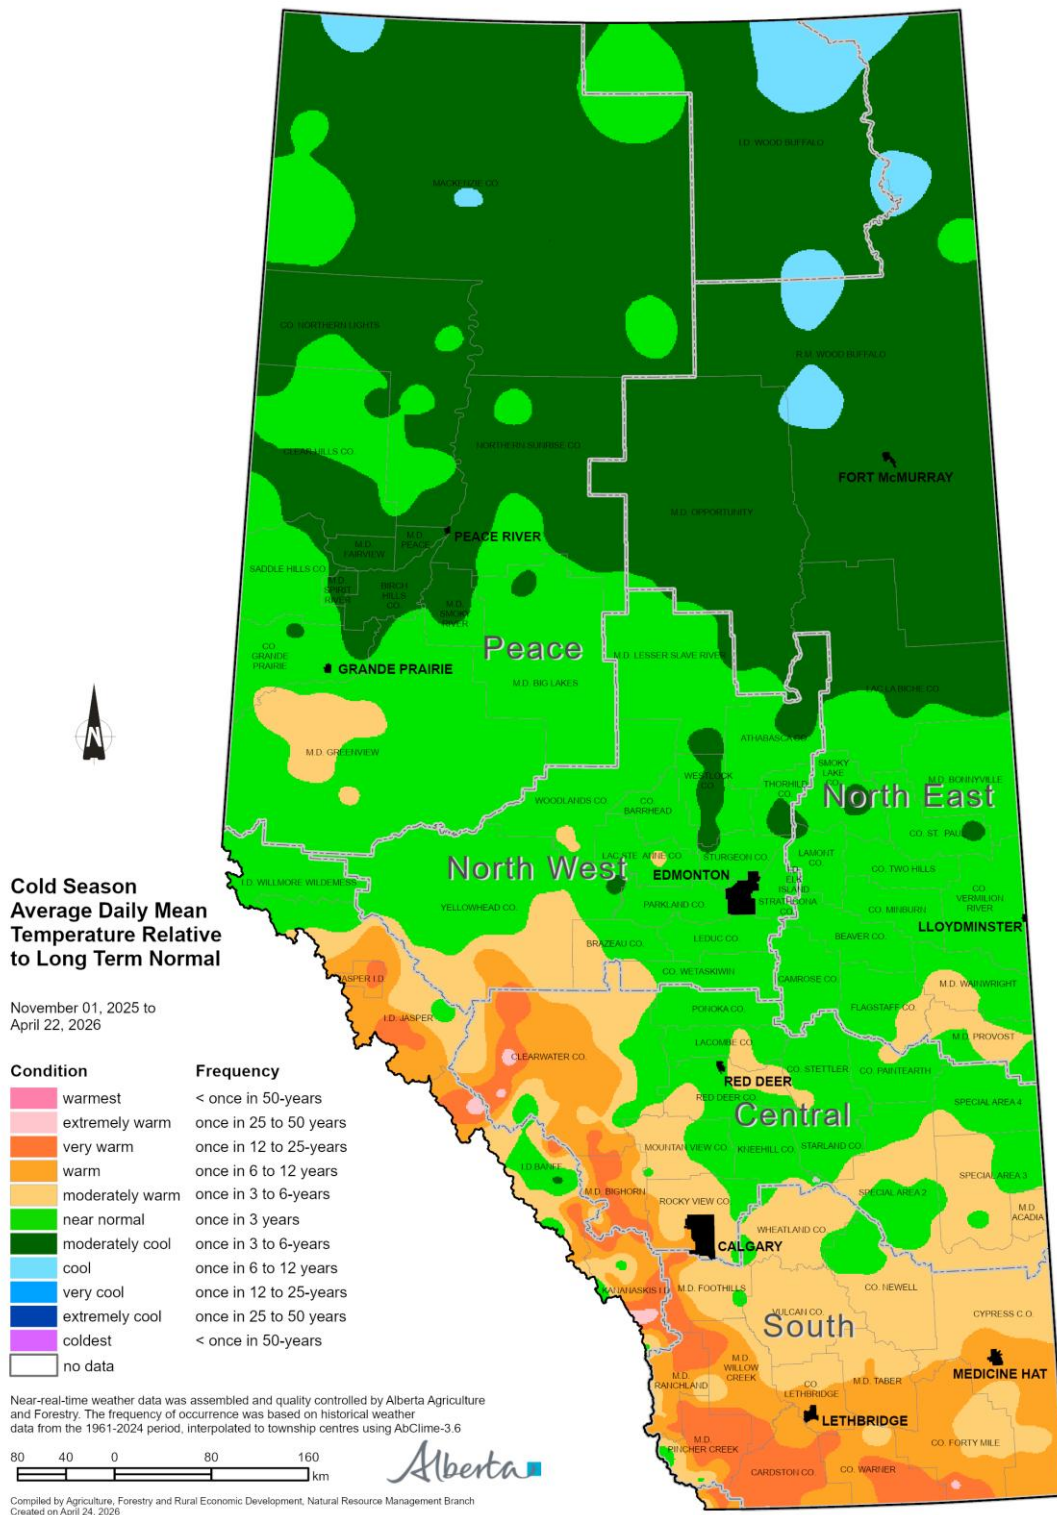 I.D. WOOD BUFFALO
MACKENZIE CO.
CO. NORTHERN LIGHTS
R.M. WOOD BUFFALO
NORTHERN SUNRISE CO.
CLEAR HILLS CO.
FORT McMURRAY
M.D. OPPORTUNITY
M.D.
PEACE
PEACE RIVER
M.D.
FAIRVIEW
SADDLE HILLS CO.
M.D.
SPIRIT
RIVER
BIRCH
HILLS
CO.
M.D.
SMOKY
RIVER
Peace
CO.
GRANDE
PRAIRIE
GRANDE PRAIRIE
M.D. LESSER SLAVE RIVER
M.D. BIG LAKES
LAC LA BICHE CO.
N
M.D. GREENVIEW
ATHABASCA CO.
WESTLOCK
CO.
THORHILD
CO.
SMOKY
LAKE
CO.
M.D. BONNYVILLE
North East
WOODLANDS CO.
CO.
BARRHEAD
CO. ST. PAUL
North West
LAC STE. ANNE CO.
STURGEON CO.
LAMONT
CO.
CO. TWO HILLS
EDMONTON
I.D.
ELK
ISLAND
I.D. WILLMORE WILDERNESS
YELLOWHEAD CO.
PARKLAND CO.
STRATHCONA
CO.
CO. MINBURN
CO.
VERMILION
RIVER
LLOYDMINSTER
BRAZEAU CO.
LEDUC CO.
BEAVER CO.
CO. WETASKIWIN
CAMROSE CO.
Cold Season
Average Daily Mean
Temperature Relative
to Long Term Normal
November 01, 2025 to
April 22, 2026
JASPER I.D.
I.D. JASPER
PONOKA CO.
FLAGSTAFF CO.
M.D. WAINWRIGHT
M.D. PROVOST
CLEARWATER CO.
LACOMBE CO.
RED DEER
RED DEER CO.
CO. STETTLER
CO. PAINTEARTH
SPECIAL AREA 4
Central
MOUNTAIN VIEW CO.
KNEEHILL CO.
STARLAND CO.
I.D BANFF
M.D. BIGHORN
ROCKY VIEW CO.
SPECIAL AREA 2
SPECIAL AREA 3
M.D.
ACADIA
WHEATLAND CO.
CALGARY
KANANASKIS I.D.
M.D. FOOTHILLS
CO. NEWELL
VULCAN CO.
South
CYPRESS C.O.
M.D.
WILLOW
CREEK
M.D.
RANCHLAND
CO
LETHBRIDGE
M.D. TABER
MEDICINE HAT
LETHBRIDGE
M.D.
PINCHER CREEK
CO. FORTY MILE
CARDSTON CO.
CO. WARNER
Condition Frequency
warmest < once in 50-years
extremely warm once in 25 to 50 years
very warm once in 12 to 25-years
warm once in 6 to 12 years
moderately warm once in 3 to 6-years
near normal once in 3 years
moderately cool once in 3 to 6-years
cool once in 6 to 12 years
very cool once in 12 to 25-years
extremely cool once in 25 to 50 years
coldest < once in 50-years
no data
Near-real-time weather data was assembled and quality controlled by Alberta Agriculture
and Forestry. The frequency of occurrence was based on historical weather
data from the 1961-2024 period, interpolated to township centres using AbClime-3.6
80 40 0 80 160
km
Alberta
Compiled by Agriculture, Forestry and Rural Economic Development, Natural Resource Management Branch
Created on April 24, 2026